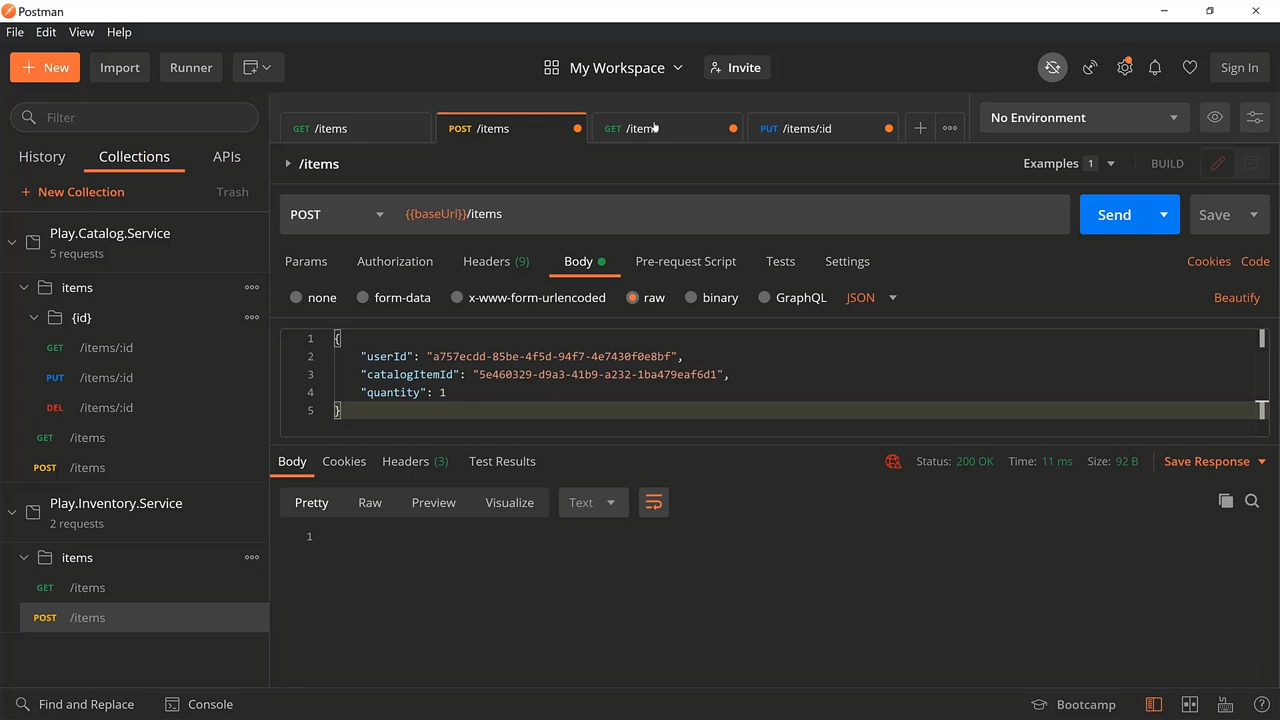 Postman
File Edit View Help
New Import Runner My Workspace Invite Sign In
Filter
GET /items POST /items GET /items PUT /items/:id No Environment
History Collections APIs
/items Examples 1 BUILD
+ New Collection Trash
POST {{baseUrl}}/items Send Save
Play.Catalog.Service
5 requests
Params Authorization Headers (9) Body Pre-request Script Tests Settings Cookies Code
items
none form-data x-www-form-urlencoded raw binary GraphQL JSON Beautify
{id}
GET /items/:id
PUT /items/:id
DEL /items/:id
GET /items
POST /items
1 {
2 "userId": "a757ecdd-85be-4f5d-94f7-4e7430f0e8bf",
3 "catalogItemId": "5e460329-d9a3-41b9-a232-1ba479eaf6d1",
4 "quantity": 1
5 }
Body Cookies Headers (3) Test Results Status: 200 OK Time: 11 ms Size: 92 B Save Response
Play.Inventory.Service
2 requests
Pretty Raw Preview Visualize Text
1
items
GET /items
POST /items
Find and Replace Console Bootcamp